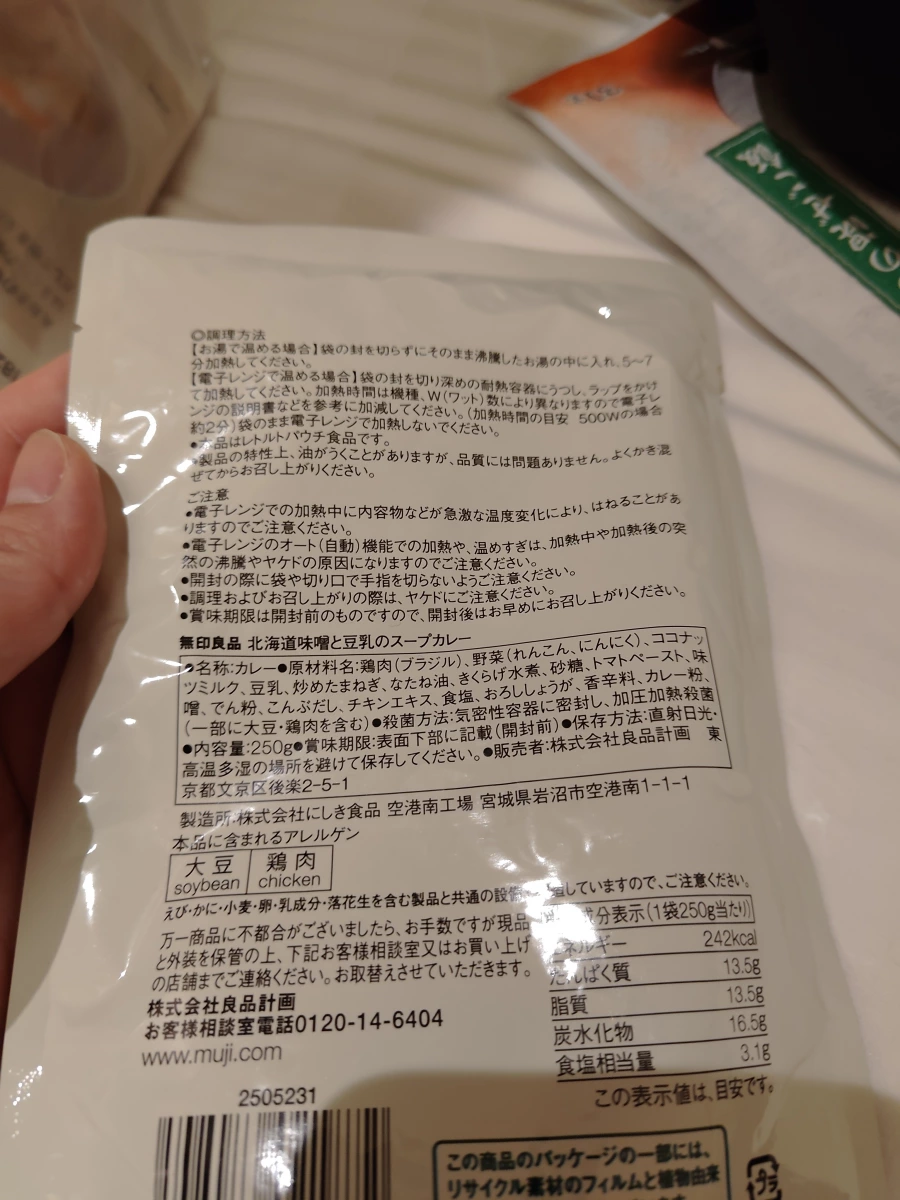 の感じやい被
◎調理方法
【お湯で温める場合】袋の封を切らずにそのまま沸騰したお湯の中に入れ、5〜7
分加熱してください。
【電子レンジで温める場合】袋の封を切り深めの耐熱容器にうつし、ラップをかけ
て加熱してください。加熱時間は機種、W(ワット)数により異なりますので電子レ
ンジの説明書などを参考に加減してください。(加熱時間の目安 500Wの場合
約2分)袋のまま電子レンジで加熱しないでください。
●本品はレトルトパウチ食品です。
●製品の特性上、油がうくことがありますが、品質には問題ありません。よくかき混
ぜてからお召し上がりください。
ご注意
●電子レンジでの加熱中に内容物などが急激な温度変化により、はねることがあ
りますのでご注意ください。
●電子レンジのオート(自動)機能での加熱や、温めすぎは、加熱中や加熱後の突
然の沸騰やヤケドの原因になりますのでご注意ください。
●開封の際に袋や切り口で手指を切らないようご注意ください。
●調理およびお召し上がりの際は、ヤケドにご注意ください。
●賞味期限は開封前のものですので、開封後はお早めにお召し上がりください。
無印良品 北海道味噌と豆乳のスープカレー
●名称:カレー●原材料名:鶏肉(ブラジル)、野菜(れんこん、にんにく)、ココナッ
ツミルク、豆乳、炒めたまねぎ、なたね油、きくらげ水煮、砂糖、トマトペースト、味
噌、でん粉、こんぶだし、チキンエキス、食塩、おろししょうが、香辛料、カレー粉、
(一部に大豆・鶏肉を含む)●殺菌方法:気密性容器に密封し、加圧加熱殺菌
●内容量:250g●賞味期限:表面下部に記載(開封前)●保存方法:直射日光・
高温多湿の場所を避けて保存してください。●販売者:株式会社良品計画 東
京都文京区後楽2-5-1
製造所:株式会社にしき食品 空港南工場 宮城県岩沼市空港南1-1-1
本品に含まれるアレルゲン
大豆 鶏肉
soybean chicken
えび・かに・小麦・卵・乳成分・落花生を含む製品と共通の設備 していますので、ご注意ください。
万一商品に不都合がございましたら、お手数ですが現品
と外装を保管の上、下記お客様相談室又はお買い上げ
の店舗までご連絡ください。お取替えさせていただきます。
株式会社良品計画
お客様相談室電話0120-14-6404
www.muji.com
2505231
成分表示(1袋250g当たり)
エネルギー 242kcal
たんぱく質 13.5g
脂質 13.5g
炭水化物 16.5g
食塩相当量 3.1g
この表示値は、目安です。
この商品のパッケージの一部には、
リサイクル素材のフィルムと植物由来